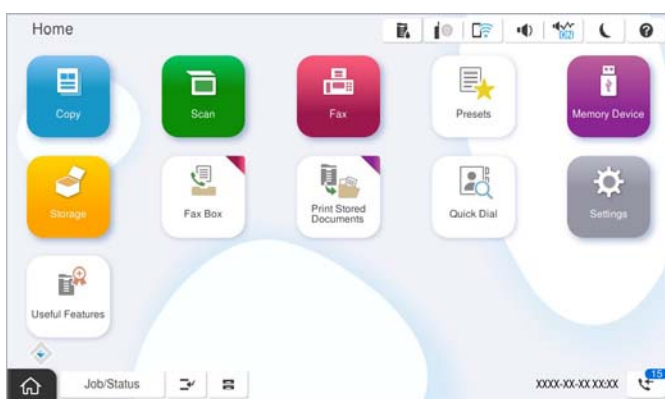 Home
ON
Copy
Scan
Fax
Presets
Memory Device
Storage
Fax Box
Print Stored
Documents
Quick Dial
Settings
Useful Features
Job/Status
XXXX-XX-XX XX:XX
15